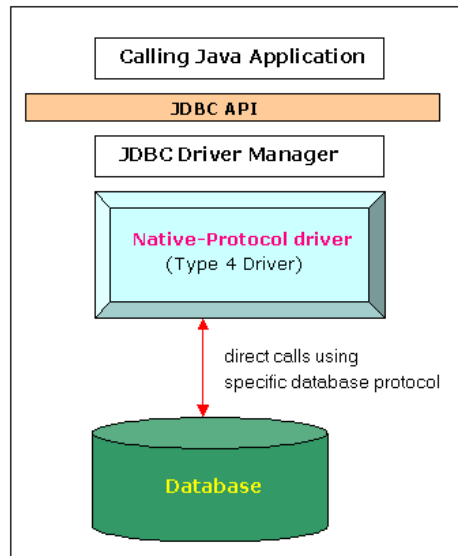 Calling Java Application
JDBC API
JDBC Driver Manager
Native-Protocol driver
(Type 4 Driver)
direct calls using
specific database protocol
Database